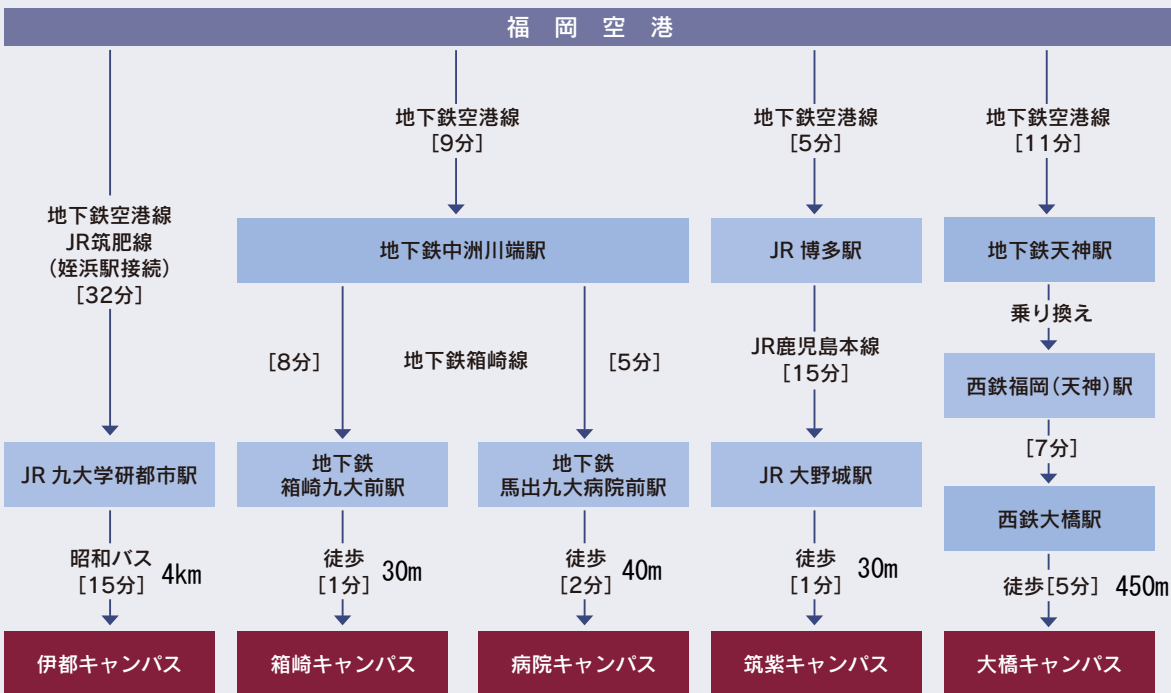 福岡空港
地下鉄空港線
JR筑肥線
(姪浜駅接続)
[32分]
JR 九大学研都市駅
昭和バス
[15分]
4km
伊都キャンパス
地下鉄空港線
[9分]
地下鉄中洲川端駅
[8分]
地下鉄箱崎線
[5分]
地下鉄
箱崎九大前駅
徒歩
[1分]
30m
箱崎キャンパス
地下鉄
馬出九大病院前駅
徒歩
[2分]
40m
病院キャンパス
地下鉄空港線
[5分]
JR 博多駅
JR鹿児島本線
[15分]
JR 大野城駅
徒歩
[1分]
30m
筑紫キャンパス
地下鉄空港線
[11分]
地下鉄天神駅
乗り換え
西鉄福岡(天神)駅
[7分]
西鉄大橋駅
徒歩[5分] 450m
大橋キャンパス